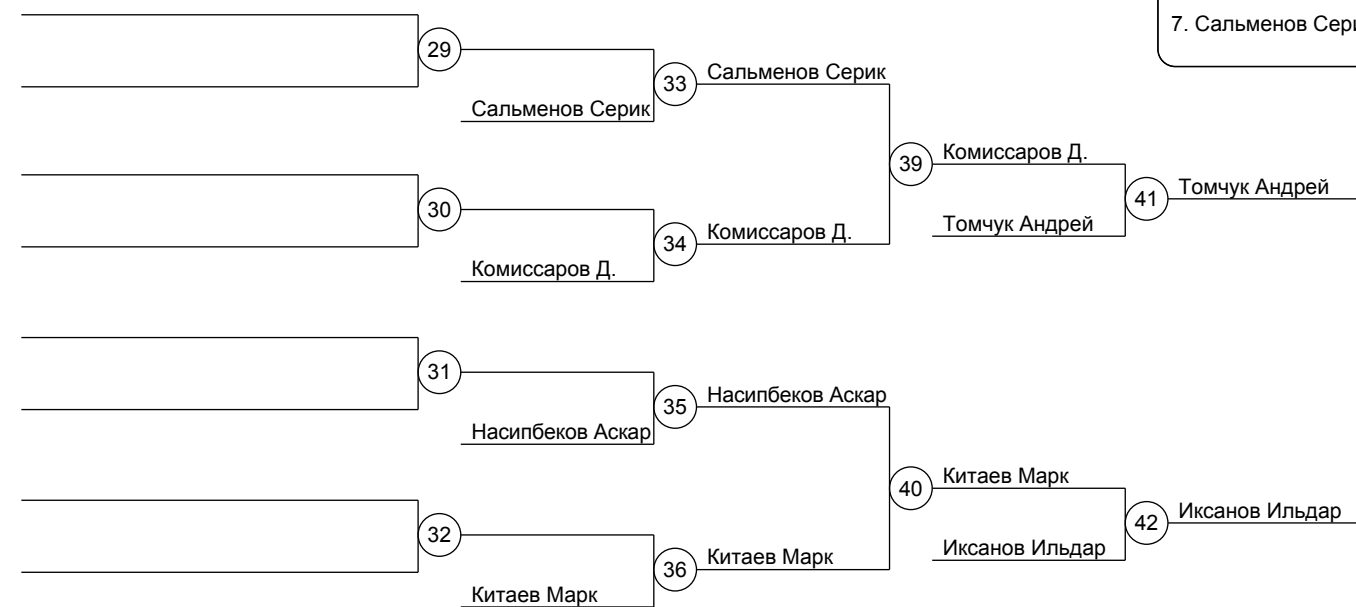 7. Сальменов Сери
29
33
Сальменов Серик
Сальменов Серик
39
Комиссаров Д.
30
34
Комиссаров Д.
Комиссаров Д.
Томчук Андрей
41
Томчук Андрей
31
35
Насипбеков Аскар
Насипбеков Аскар
40
Китаев Марк
32
36
Китаев Марк
Китаев Марк
Иксанов Ильдар
42
Иксанов Ильдар